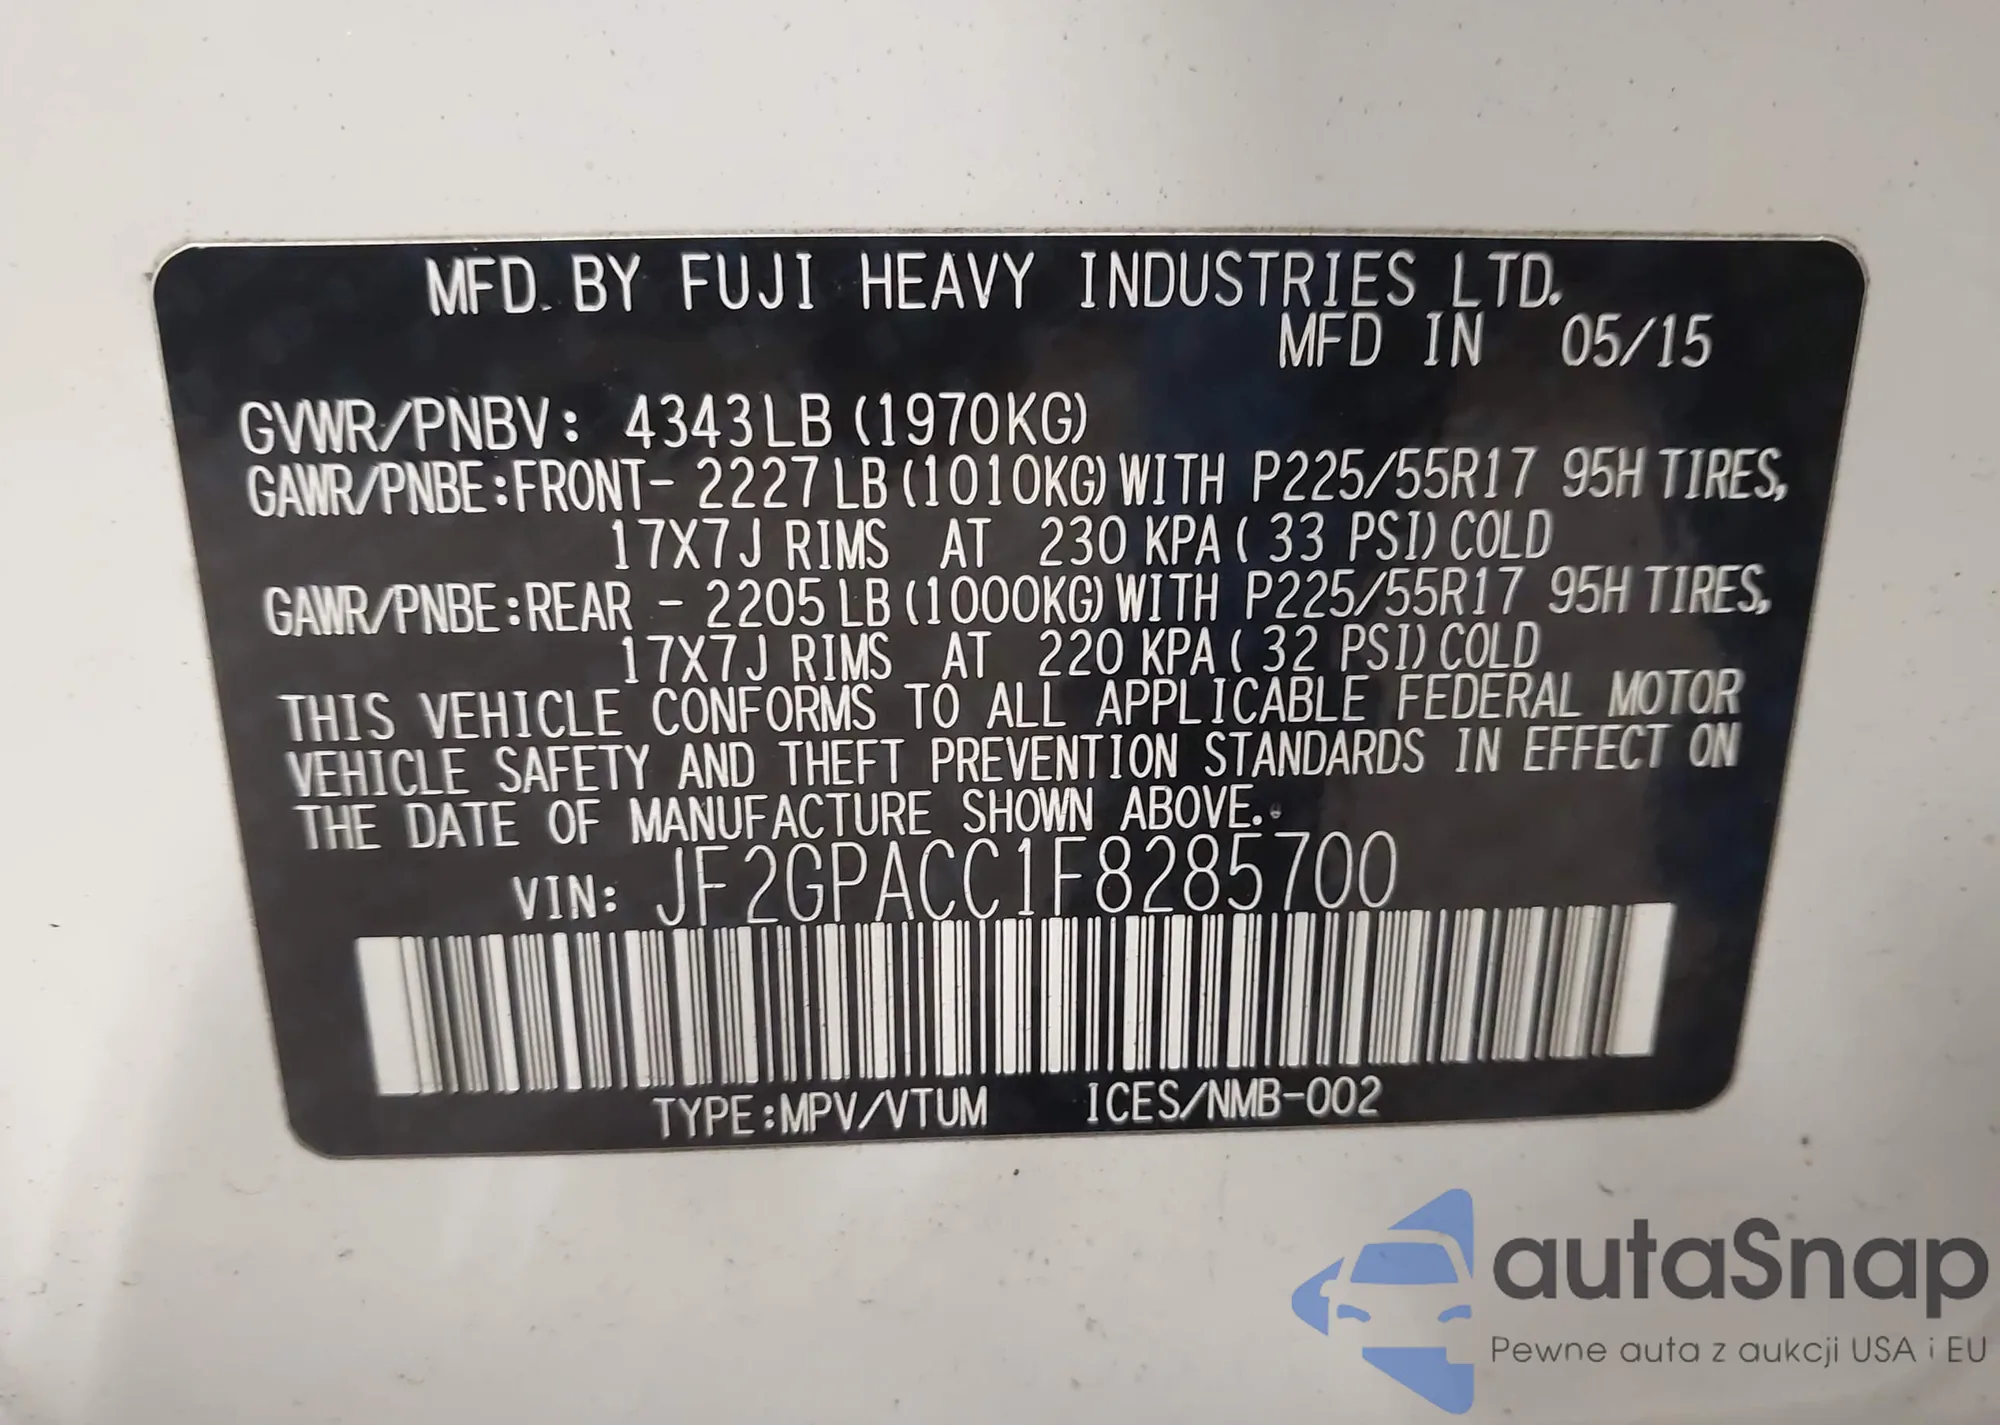 MFD. BY FUJI HEAVY INDUSTRIES LTD.
MFD IN 05/15
GVWR/PNBV: 4343LB (1970KG)
GAWR/PNBE:FRONT- 2227LB (1010KG) WITH P225/55R17 95H TIRES,
17X7J RIMS AT 230 KPA ( 33 PSI) COLD
GAWR/PNBE:REAR - 2205LB (1000KG) WITH P225/55R17 95H TIRES,
17X7J RIMS AT 220 KPA ( 32 PSI) COLD
THIS VEHICLE CONFORMS TO ALL APPLICABLE FEDERAL MOTOR
VEHICLE SAFETY AND THEFT PREVENTION STANDARDS IN EFFECT ON
THE DATE OF MANUFACTURE SHOWN ABOVE.
VIN: JF2GPACC1F8285700
TYPE:MPV/VTUM ICES/NMB-002
autaSnap
Pewne auta z aukcji USA i EU